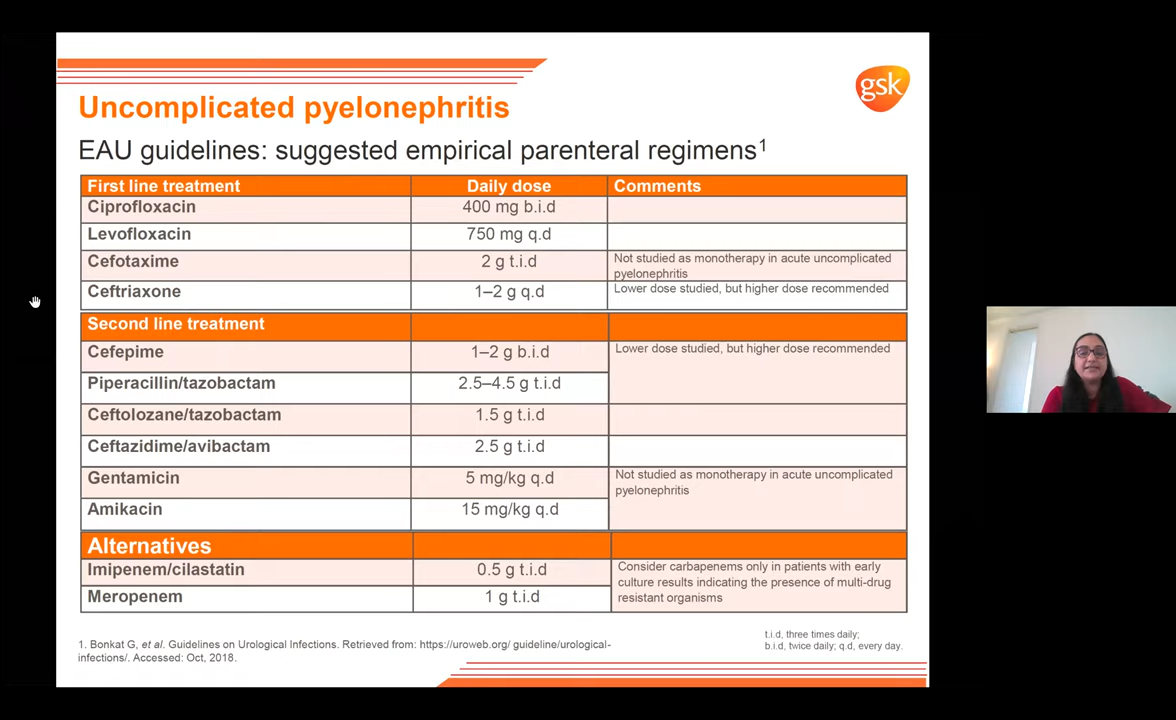 gsk
Uncomplicated pyelonephritis
EAU guidelines: suggested empirical parenteral regimens1
First line treatment Daily dose Comments
Ciprofloxacin 400 mg b.i.d
Levofloxacin 750 mg q.d
Cefotaxime 2 g t.i.d Not studied as monotherapy in acute uncomplicated
pyelonephritis
Ceftriaxone 1–2 g q.d Lower dose studied, but higher dose recommended
Second line treatment
Cefepime 1–2 g b.i.d Lower dose studied, but higher dose recommended
Piperacillin/tazobactam 2.5–4.5 g t.i.d
Ceftolozane/tazobactam 1.5 g t.i.d
Ceftazidime/avibactam 2.5 g t.i.d
Gentamicin 5 mg/kg q.d Not studied as monotherapy in acute uncomplicated
pyelonephritis
Amikacin 15 mg/kg q.d
Alternatives
Imipenem/cilastatin 0.5 g t.i.d Consider carbapenems only in patients with early
culture results indicating the presence of multi-drug
Meropenem 1 g t.i.d resistant organisms
t.i.d, three times daily;
b.i.d, twice daily; q.d, every day.
1. Bonkat G, et al. Guidelines on Urological Infections. Retrieved from: https://uroweb.org/ guideline/urological-
infections/. Accessed: Oct, 2018.